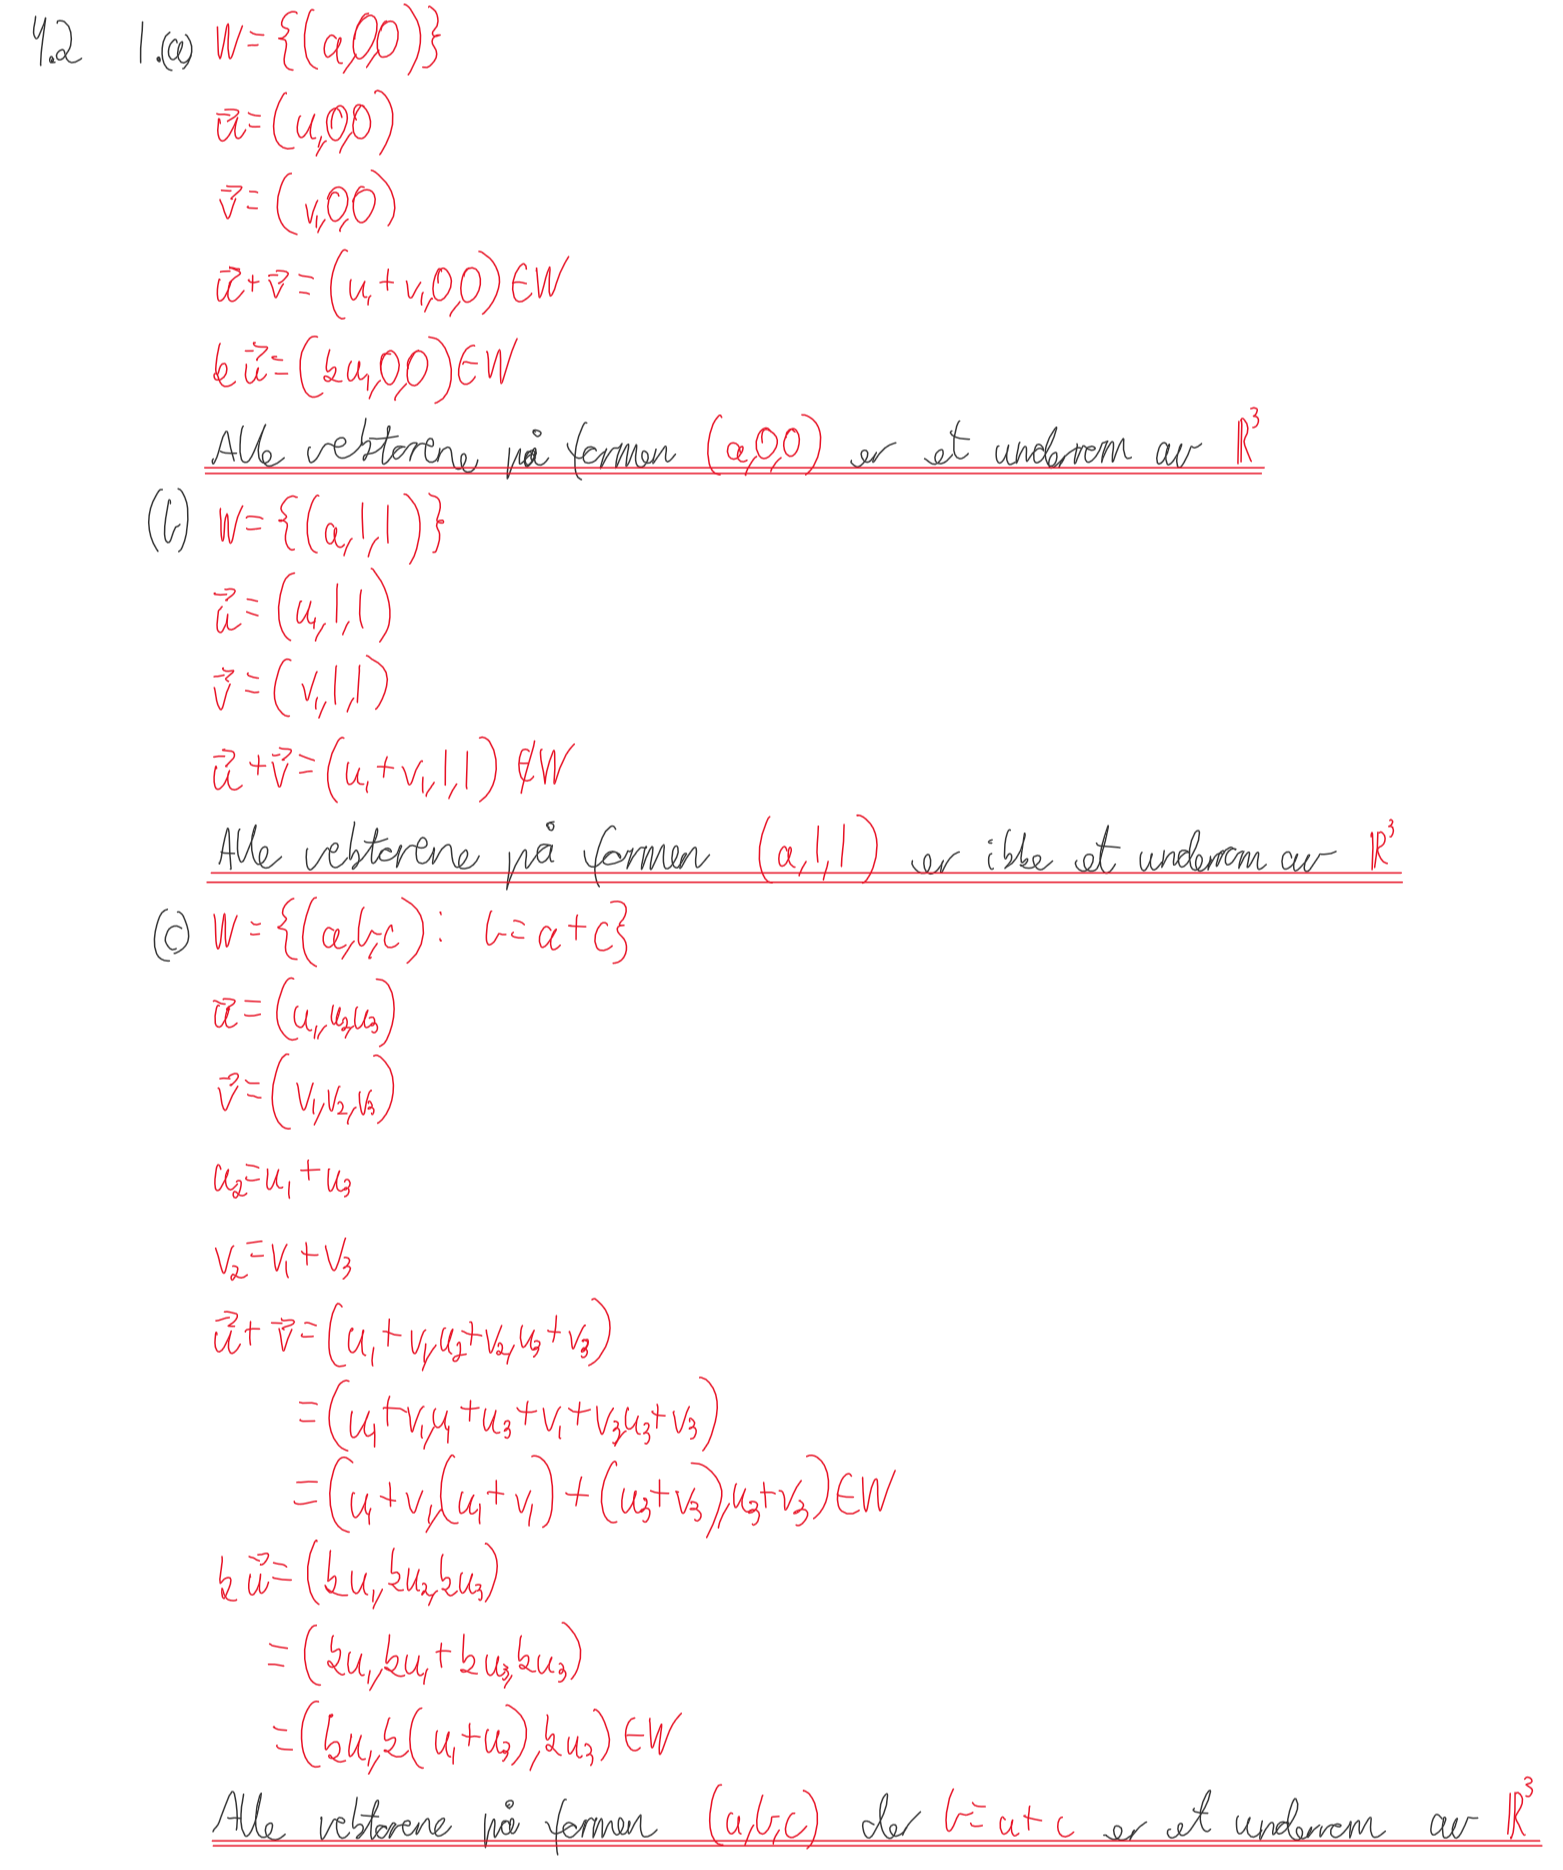 4.2 1.(a) W={(a,0,0)}
u⃗=(u₁,0,0)
v⃗=(v₁,0,0)
u⃗+v⃗=(u₁+v₁,0,0)∈W
ku⃗=(ku₁,0,0)∈W
Alle vektorene på formen (a,0,0) er et underrom av ℝ³
(b) W={(a,1,1)}
u⃗=(u₁,1,1)
v⃗=(v₁,1,1)
u⃗+v⃗=(u₁+v₁,1,1)∉W
Alle vektorene på formen (a,1,1) er ikke et underrom av ℝ³
(c) W={(a,b,c): b=a+c}
u⃗=(u₁,u₂,u₃)
v⃗=(v₁,v₂,v₃)
u₂=u₁+u₃
v₂=v₁+v₃
u⃗+v⃗=(u₁+v₁,u₂+v₂,u₃+v₃)
=(u₁+v₁,u₁+u₃+v₁+v₃,u₃+v₃)
=(u₁+v₁,(u₁+v₁)+(u₃+v₃),u₃+v₃)∈W
ku⃗=(ku₁,ku₂,ku₃)
=(ku₁,ku₁+ku₃,ku₃)
=(ku₁,k(u₁+u₃),ku₃)∈W
Alle vektorene på formen (a,b,c) der b=a+c er et underrom av ℝ³